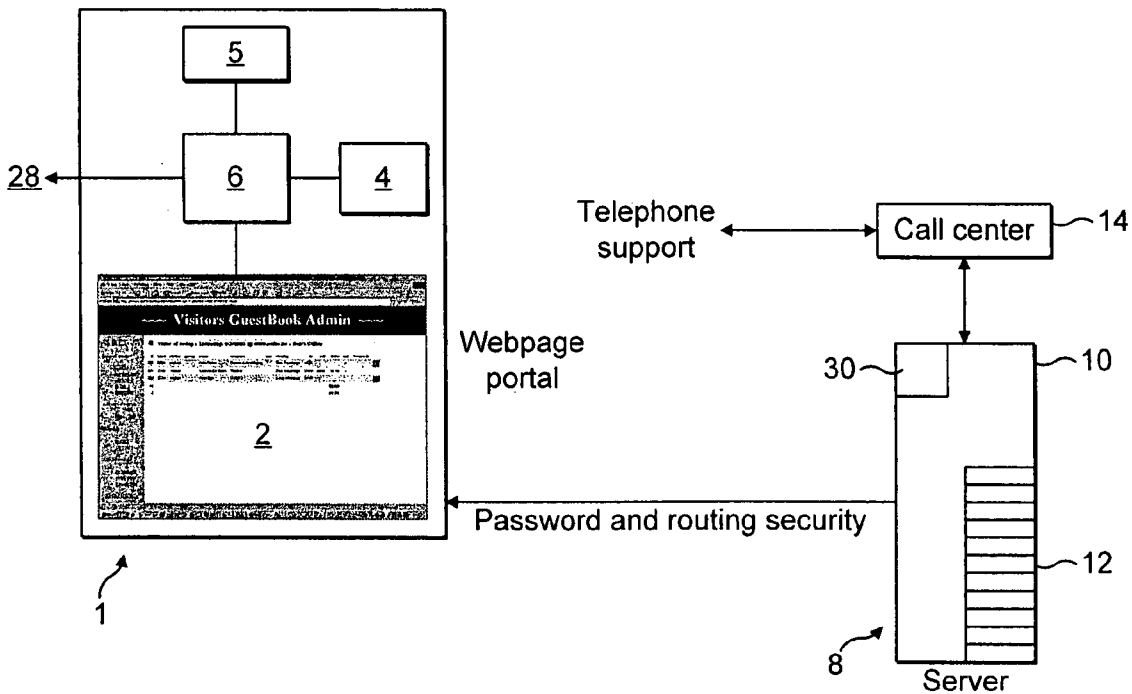 5
28
6
4
Telephone
support
Call center
14
~~ Visitors GuestBook Admin ~~
Webpage
portal
30
10
2
Password and routing security
12
1
8
Server